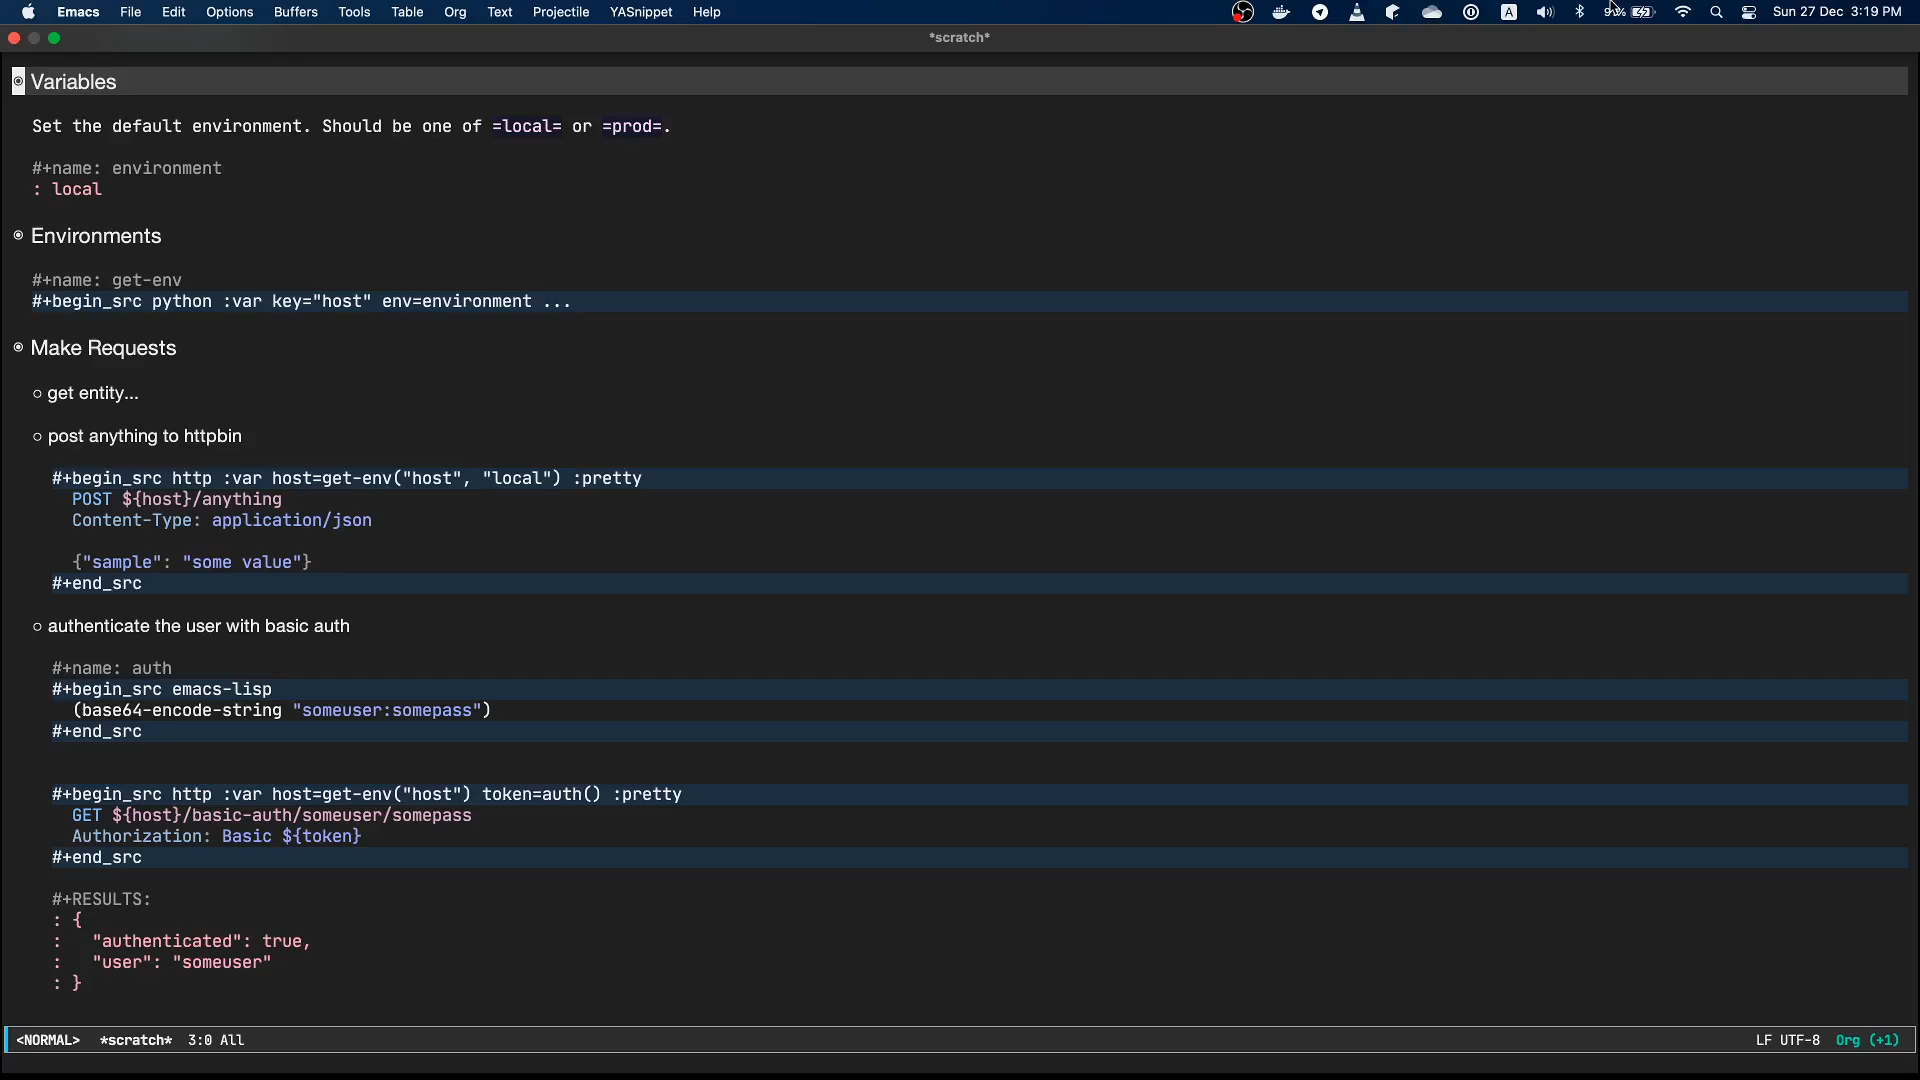 Emacs File Edit Options Buffers Tools Table Org Text Projectile YASnippet Help A Sun 27 Dec 3:19 PM
*scratch*
Variables
Set the default environment. Should be one of =local= or =prod=.
#+name: environment
: local
Environments
#+name: get-env
#+begin_src python :var key="host" env=environment ...
Make Requests
get entity...
post anything to httpbin
#+begin_src http :var host=get-env("host", "local") :pretty
POST ${host}/anything
Content-Type: application/json
{"sample": "some value"}
#+end_src
authenticate the user with basic auth
#+name: auth
#+begin_src emacs-lisp
(base64-encode-string "someuser:somepass")
#+end_src
#+begin_src http :var host=get-env("host") token=auth() :pretty
GET ${host}/basic-auth/someuser/somepass
Authorization: Basic ${token}
#+end_src
#+RESULTS:
: {
:   "authenticated": true,
:   "user": "someuser"
: }
<NORMAL> *scratch* 3:0 All LF UTF-8 Org (+1)